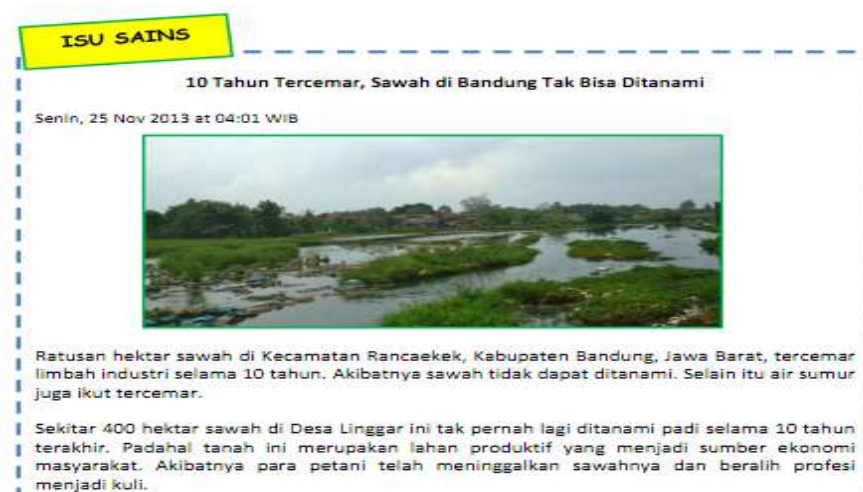 ISU SAINS
10 Tahun Tercemar, Sawah di Bandung Tak Bisa Ditanami
Senin, 25 Nov 2013 at 04:01 WIB
Ratusan hektar sawah di Kecamatan Rancaekek, Kabupaten Bandung, Jawa Barat, tercemar
limbah industri selama 10 tahun. Akibatnya sawah tidak dapat ditanami. Selain itu air sumur
juga ikut tercemar.
Sekitar 400 hektar sawah di Desa Linggar ini tak pernah lagi ditanami padi selama 10 tahun
terakhir. Padahal tanah ini merupakan lahan produktif yang menjadi sumber ekonomi
masyarakat. Akibatnya para petani telah meninggalkan sawahnya dan beralih profesi
menjadi kuli.